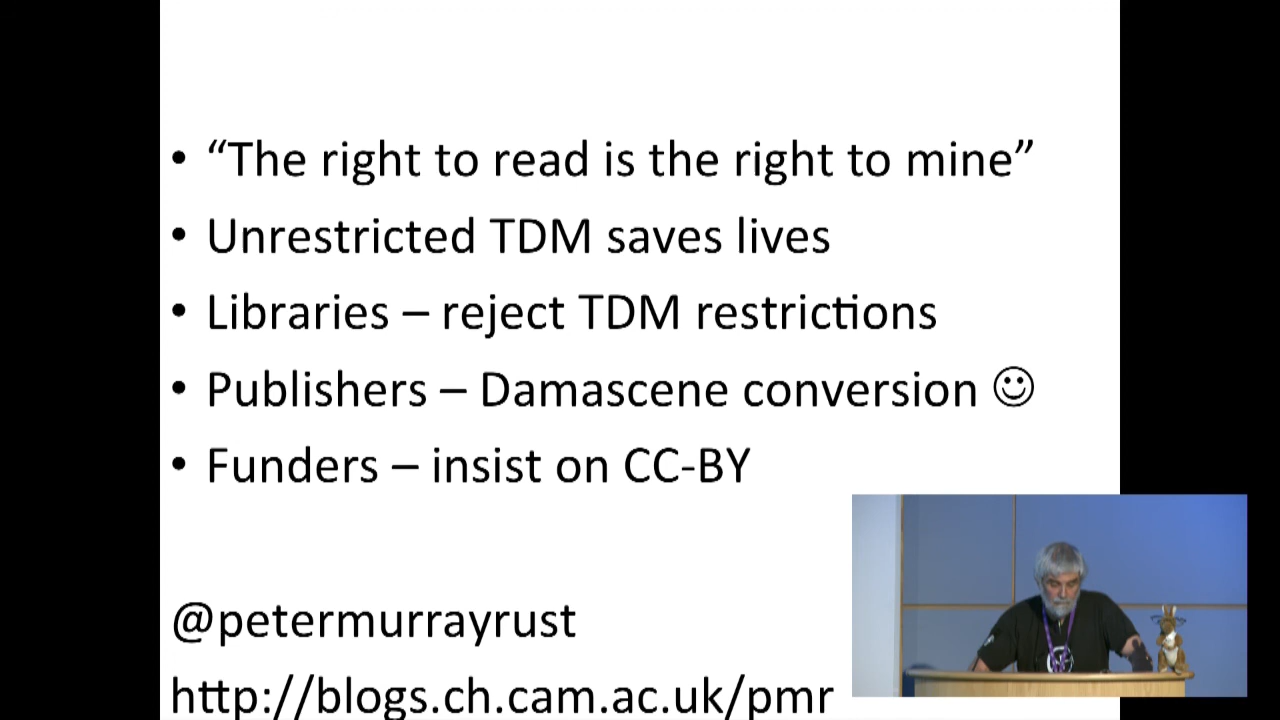 • “The right to read is the right to mine”
• Unrestricted TDM saves lives
• Libraries – reject TDM restrictions
• Publishers – Damascene conversion ☺
• Funders – insist on CC-BY
@petermurrayrust
http://blogs.ch.cam.ac.uk/pmr